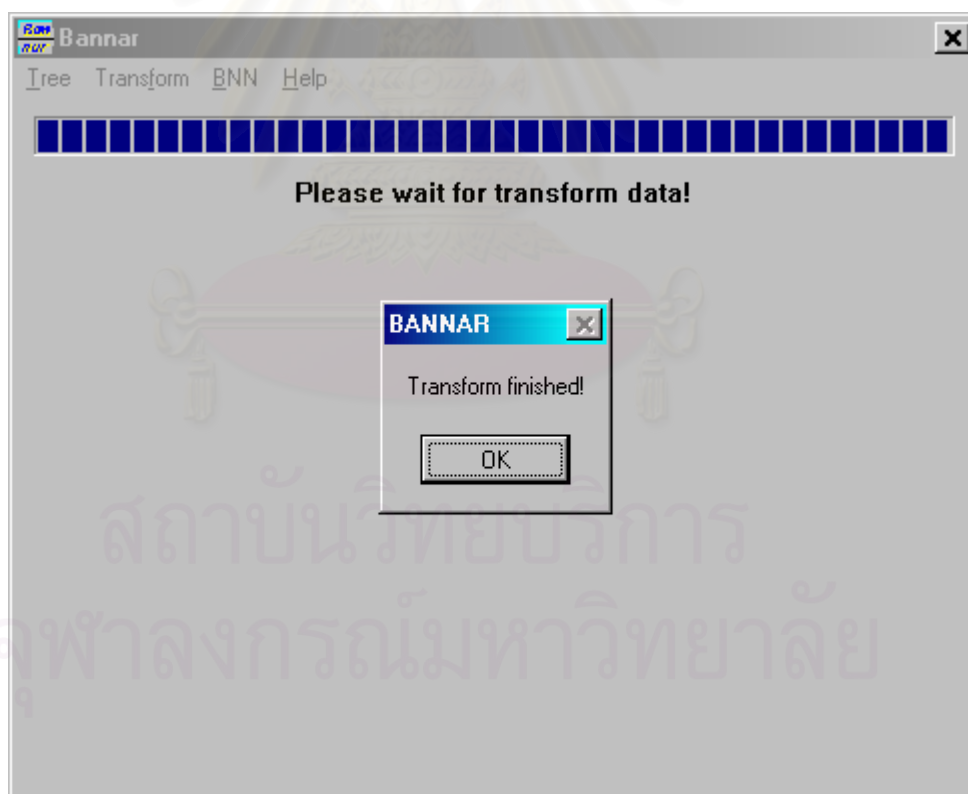 Bannar
Tree Transform BNN Help
Please wait for transform data!
BANNAR
Transform finished!
OK
สถาบันวิทยบริการ
จุฬาลงกรณ์มหาวิทยาลัย